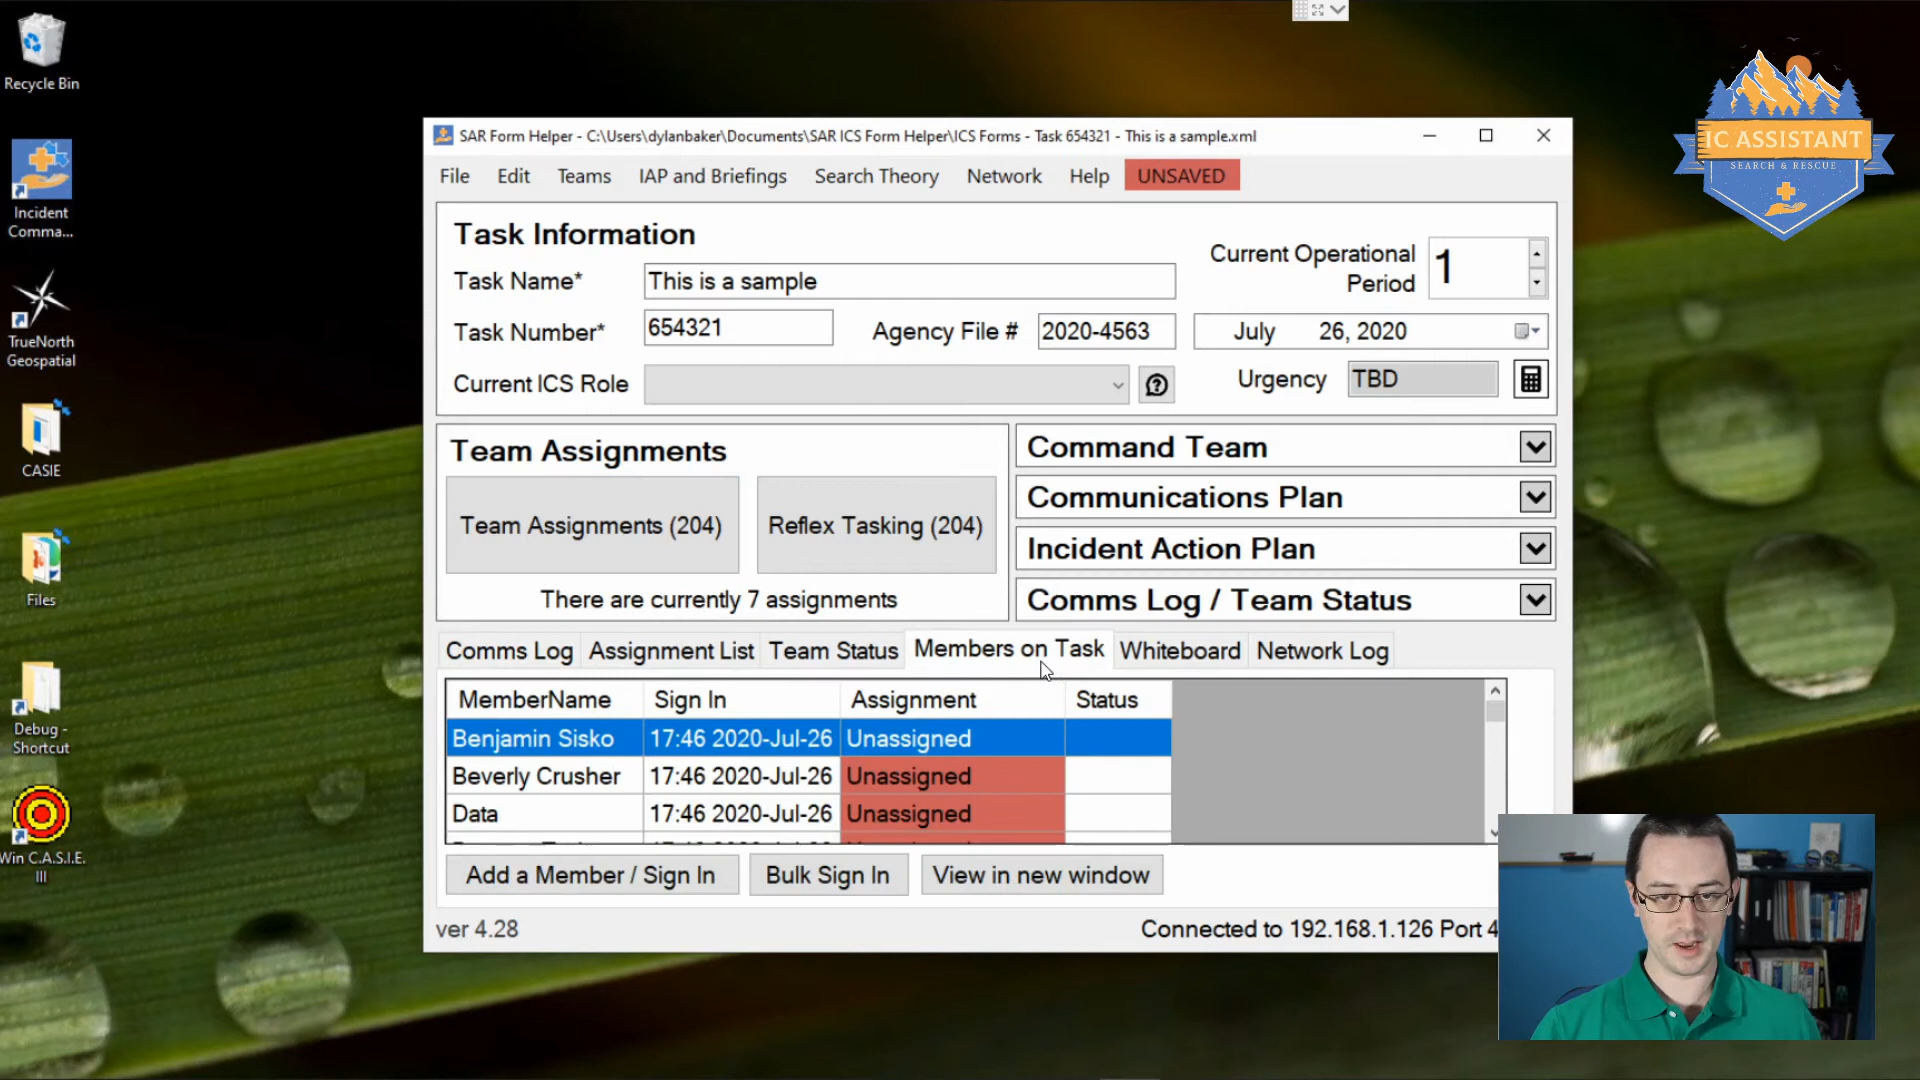 Recycle Bin
Incident
Comma...
TrueNorth
Geospatial
CASIE
Files
Debug -
Shortcut
Win C.A.S.I.E.
III
IC ASSISTANT
SEARCH & RESCUE
SAR Form Helper - C:\Users\dylanbaker\Documents\SAR ICS Form Helper\ICS Forms - Task 654321 - This is a sample.xml
File Edit Teams IAP and Briefings Search Theory Network Help UNSAVED
Task Information
Task Name* This is a sample
Current Operational
Period 1
Task Number* 654321 Agency File # 2020-4563 July 26, 2020
Current ICS Role Urgency TBD
Team Assignments
Team Assignments (204) Reflex Tasking (204)
There are currently 7 assignments
Command Team
Communications Plan
Incident Action Plan
Comms Log / Team Status
Comms Log Assignment List Team Status Members on Task Whiteboard Network Log
MemberName Sign In Assignment Status
Benjamin Sisko 17:46 2020-Jul-26 Unassigned
Beverly Crusher 17:46 2020-Jul-26 Unassigned
Data 17:46 2020-Jul-26 Unassigned
Add a Member / Sign In Bulk Sign In View in new window
ver 4.28 Connected to 192.168.1.126 Port 4